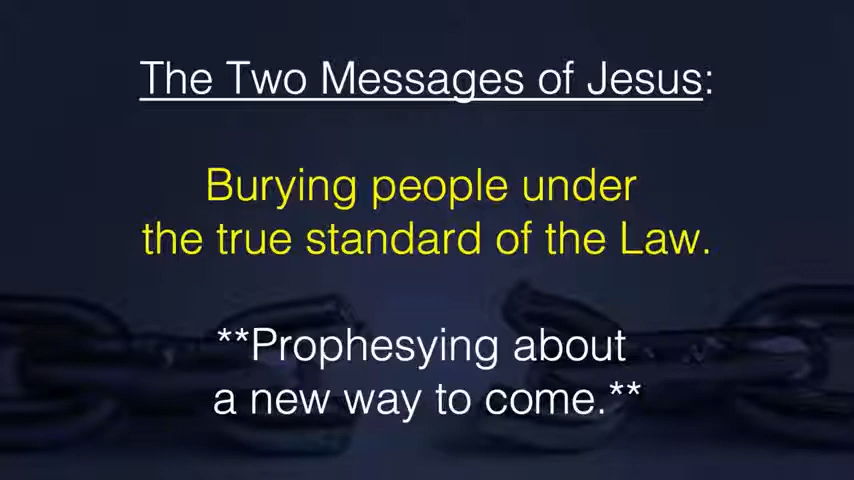 The Two Messages of Jesus:
Burying people under
the true standard of the Law.
**Prophesying about
a new way to come.**